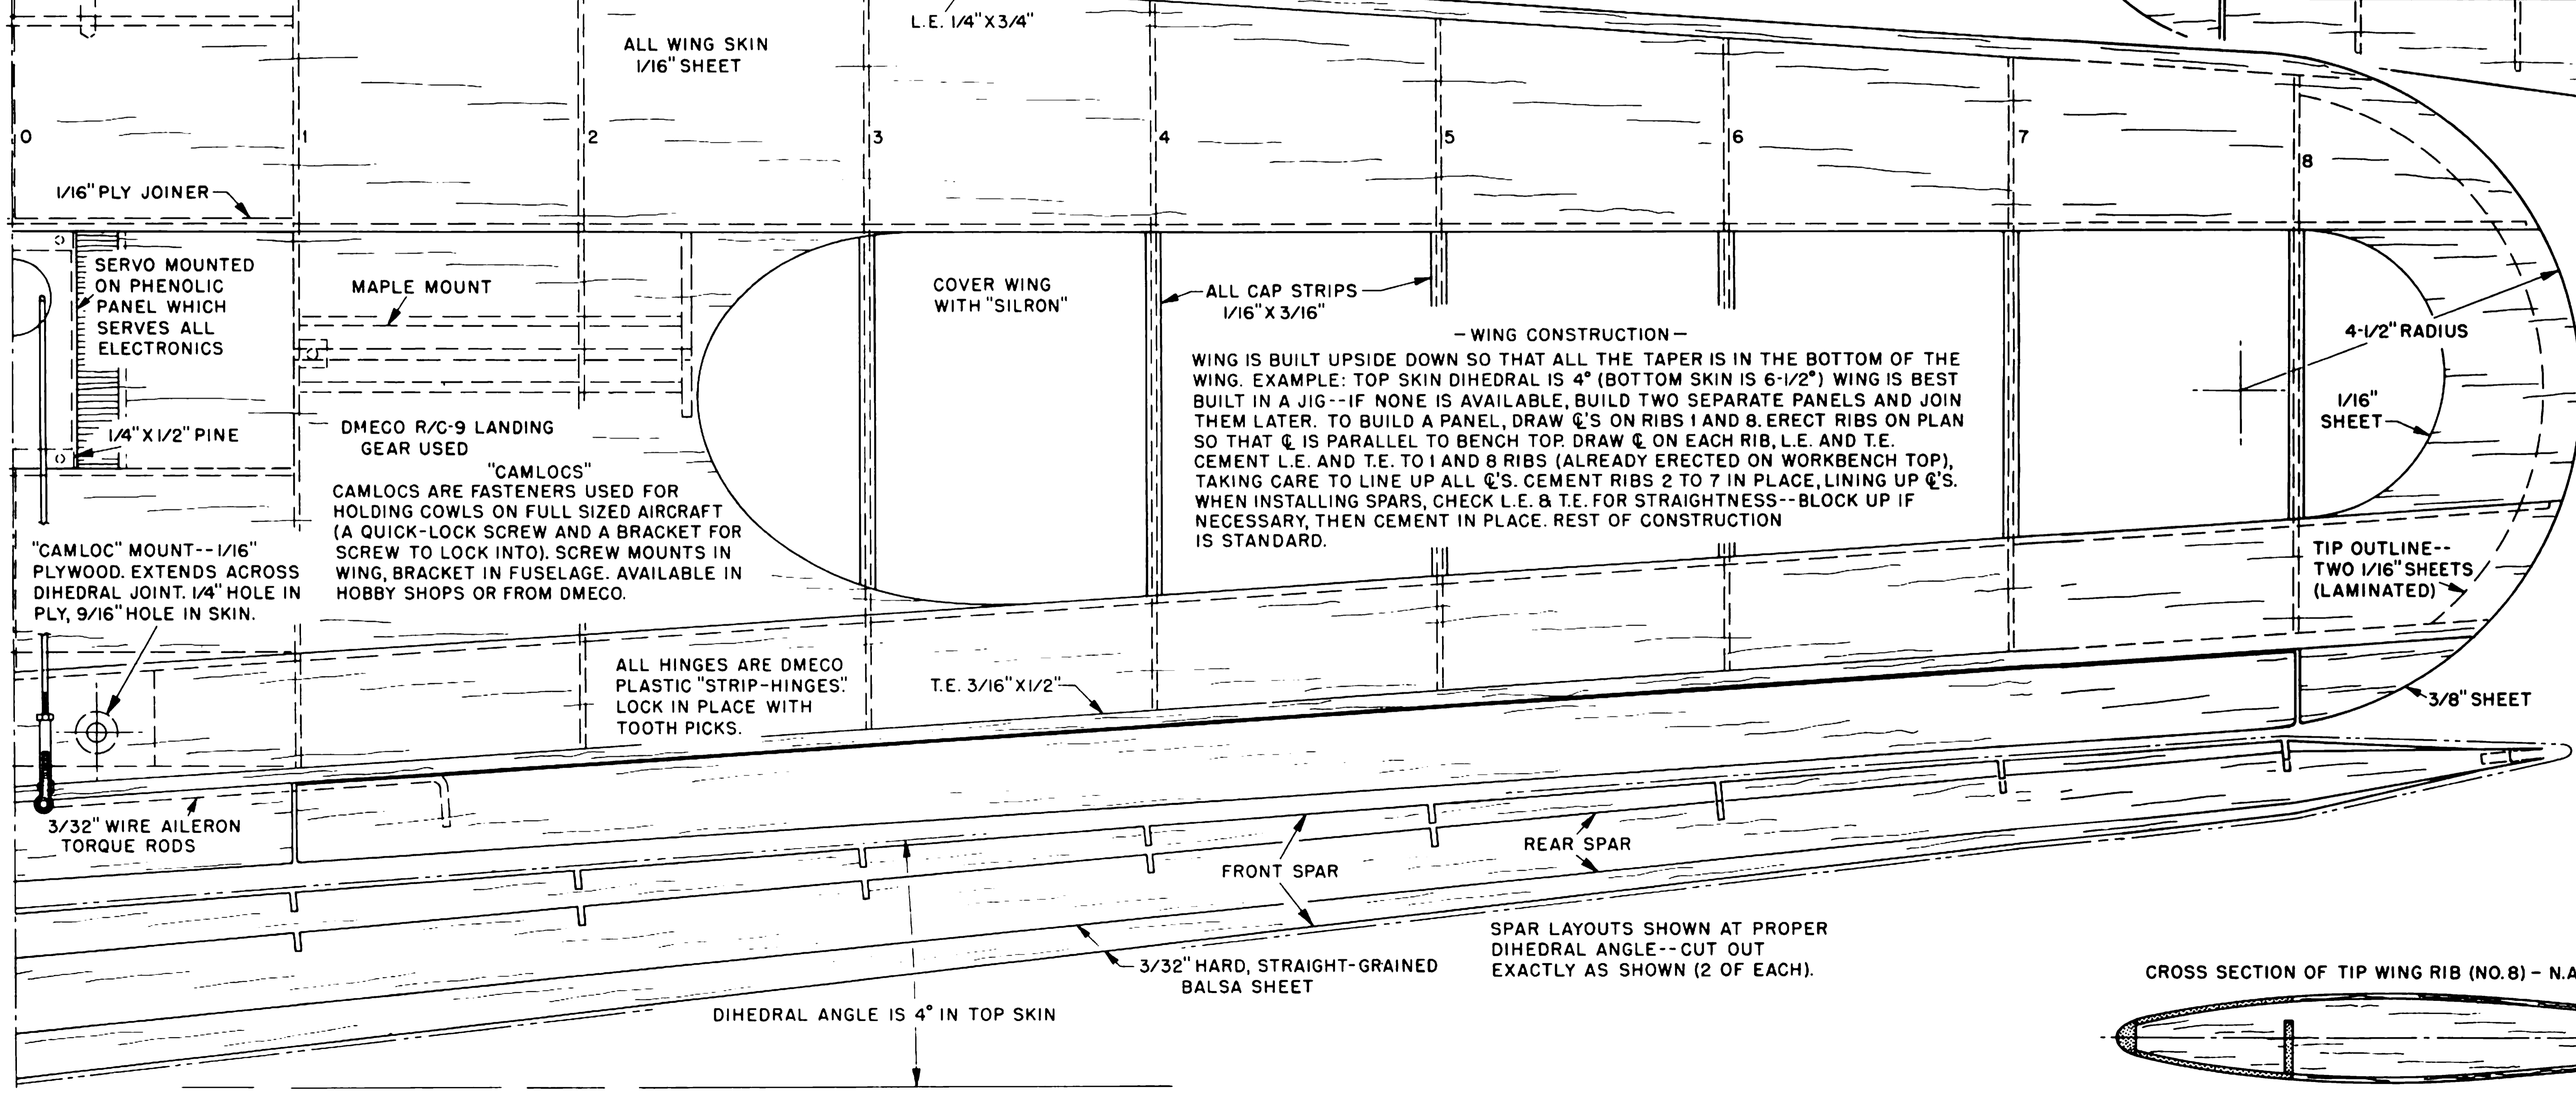 L.E. 1/4" X 3/4"
ALL WING SKIN
1/16" SHEET
0
1
2
3
4
5
6
7
8
1/16" PLY JOINER
SERVO MOUNTED
ON PHENOLIC
PANEL WHICH
SERVES ALL
ELECTRONICS
MAPLE MOUNT
COVER WING
WITH "SILRON"
ALL CAP STRIPS
1/16" X 3/16"
4-1/2" RADIUS
1/16"
SHEET
- WING CONSTRUCTION -
WING IS BUILT UPSIDE DOWN SO THAT ALL THE TAPER IS IN THE BOTTOM OF THE
WING. EXAMPLE: TOP SKIN DIHEDRAL IS 4° (BOTTOM SKIN IS 6-1/2°) WING IS BEST
BUILT IN A JIG--IF NONE IS AVAILABLE, BUILD TWO SEPARATE PANELS AND JOIN
THEM LATER. TO BUILD A PANEL, DRAW ℄'S ON RIBS 1 AND 8. ERECT RIBS ON PLAN
SO THAT ℄ IS PARALLEL TO BENCH TOP. DRAW ℄ ON EACH RIB, L.E. AND T.E.
CEMENT L.E. AND T.E. TO 1 AND 8 RIBS (ALREADY ERECTED ON WORKBENCH TOP),
TAKING CARE TO LINE UP ALL ℄'S. CEMENT RIBS 2 TO 7 IN PLACE, LINING UP ℄'S.
WHEN INSTALLING SPARS, CHECK L.E. & T.E. FOR STRAIGHTNESS--BLOCK UP IF
NECESSARY, THEN CEMENT IN PLACE. REST OF CONSTRUCTION
IS STANDARD.
1/4" X 1/2" PINE
DMECO R/C-9 LANDING
GEAR USED
"CAMLOCS"
CAMLOCS ARE FASTENERS USED FOR
HOLDING COWLS ON FULL SIZED AIRCRAFT
(A QUICK-LOCK SCREW AND A BRACKET FOR
SCREW TO LOCK INTO). SCREW MOUNTS IN
WING, BRACKET IN FUSELAGE. AVAILABLE IN
HOBBY SHOPS OR FROM DMECO.
"CAMLOC" MOUNT--1/16"
PLYWOOD. EXTENDS ACROSS
DIHEDRAL JOINT. 1/4" HOLE IN
PLY, 9/16" HOLE IN SKIN.
TIP OUTLINE--
TWO 1/16" SHEETS
(LAMINATED)
ALL HINGES ARE DMECO
PLASTIC "STRIP-HINGES".
LOCK IN PLACE WITH
TOOTH PICKS.
T.E. 3/16" X 1/2"
3/8" SHEET
3/32" WIRE AILERON
TORQUE RODS
FRONT SPAR
REAR SPAR
SPAR LAYOUTS SHOWN AT PROPER
DIHEDRAL ANGLE--CUT OUT
EXACTLY AS SHOWN (2 OF EACH).
3/32" HARD, STRAIGHT-GRAINED
BALSA SHEET
DIHEDRAL ANGLE IS 4° IN TOP SKIN
CROSS SECTION OF TIP WING RIB (NO.8) - N.A